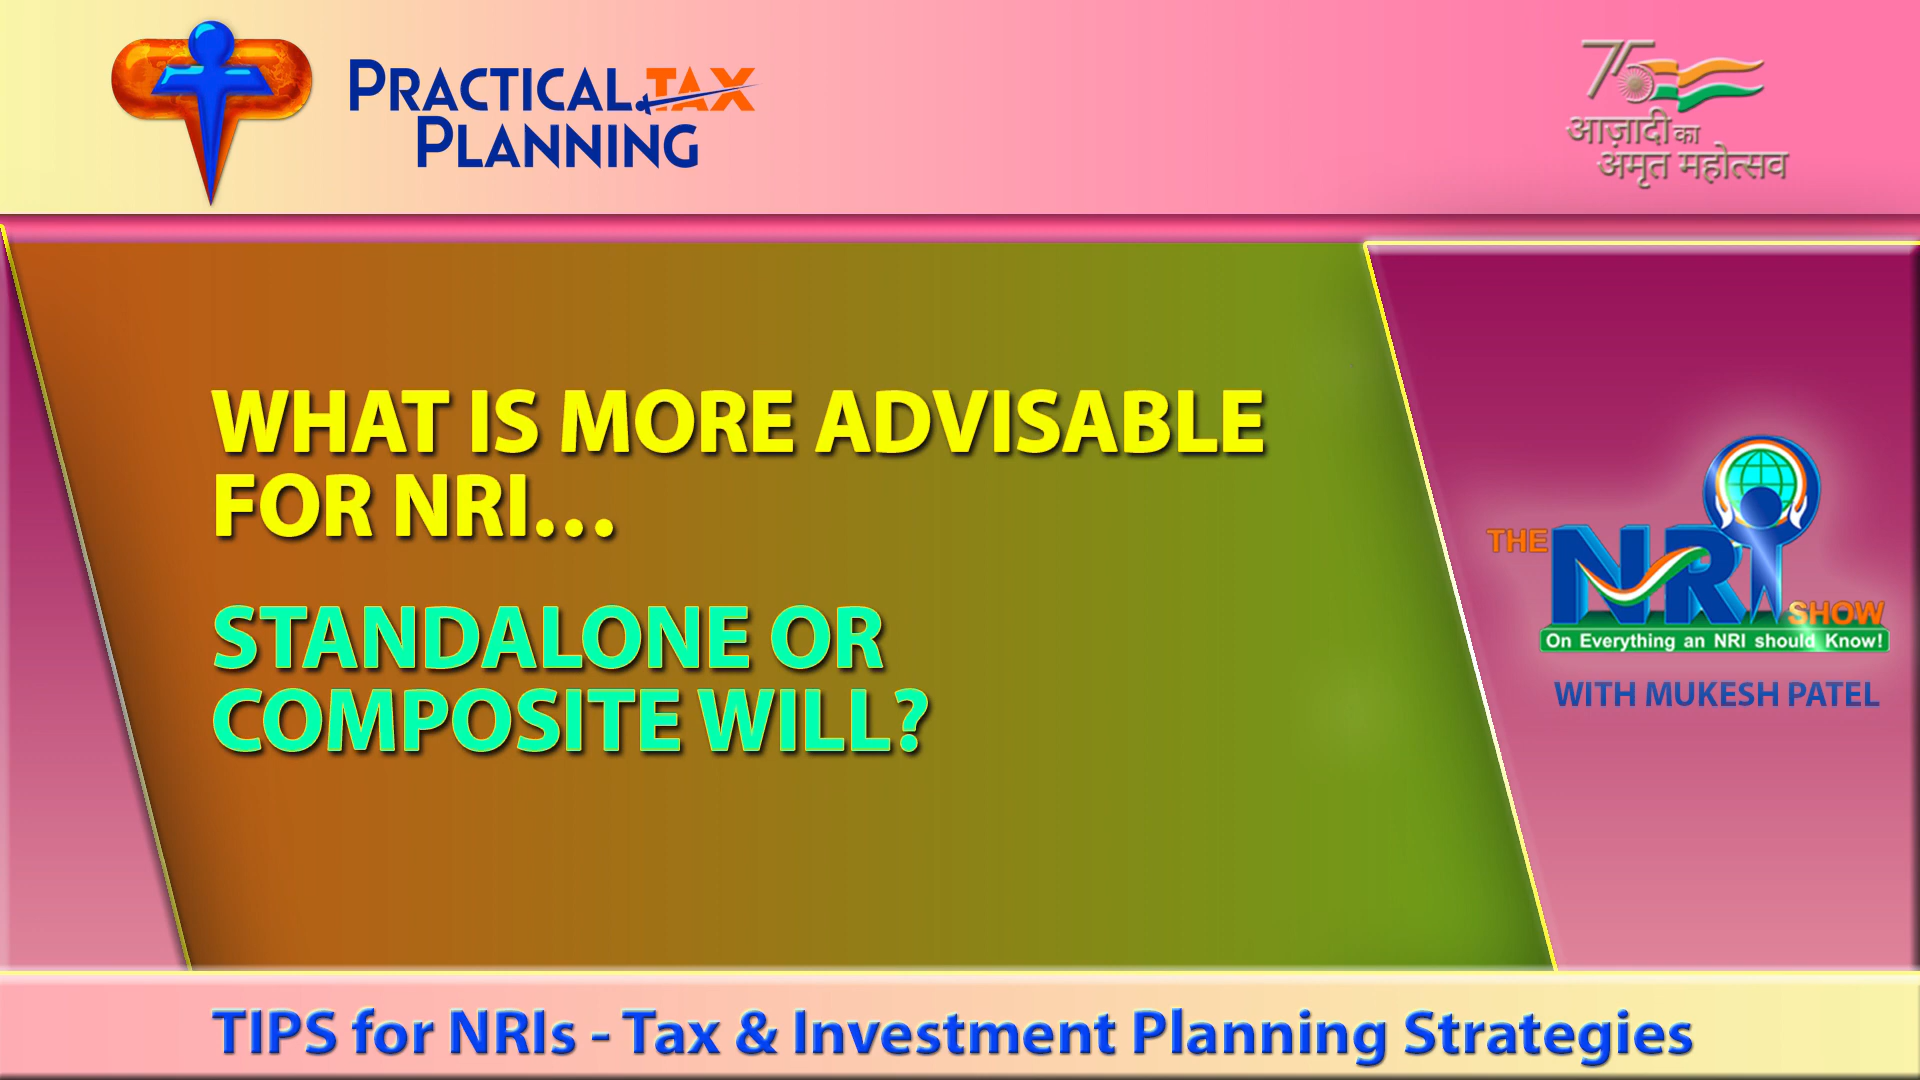 PRACTICAL TAX
PLANNING
75
आज़ादी का
अमृत महोत्सव
WHAT IS MORE ADVISABLE
FOR NRI...
STANDALONE OR
COMPOSITE WILL?
THE NRI SHOW
On Everything an NRI should Know!
WITH MUKESH PATEL
TIPS for NRIs - Tax & Investment Planning Strategies